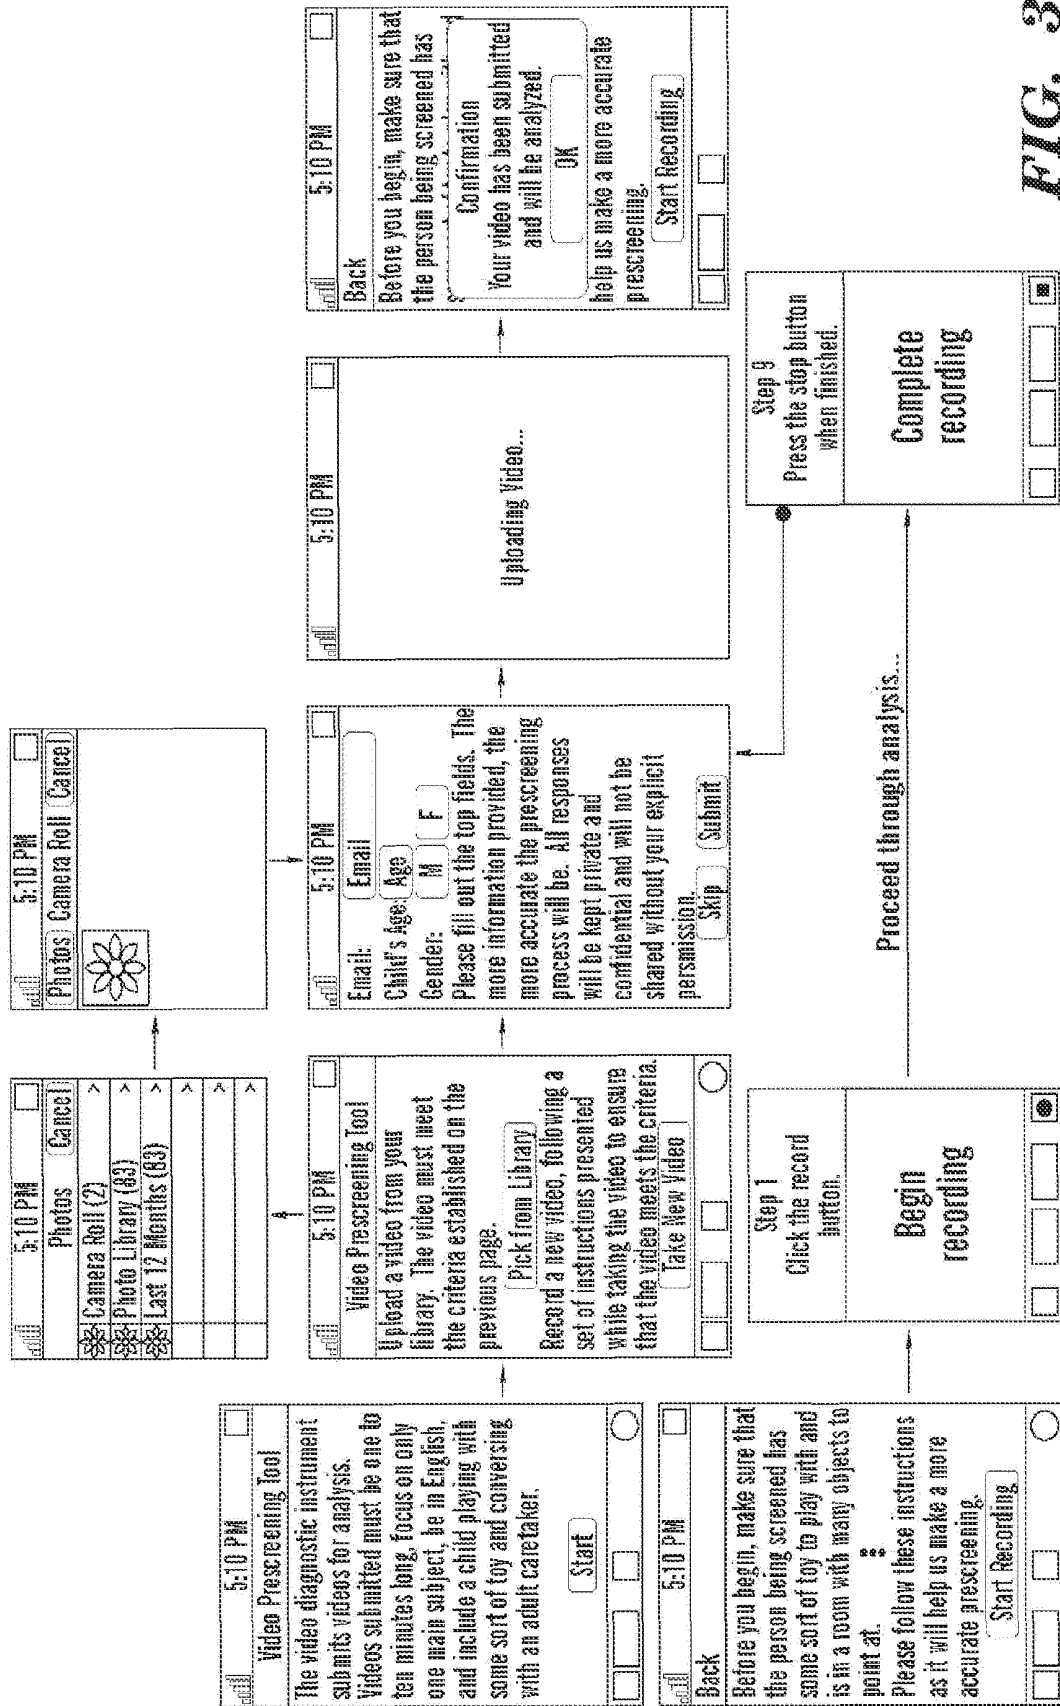 5:10 PM
Video Prescreening Tool
The video diagnostic instrument
submits videos for analysis.
Videos submitted must be one to
ten minutes long, focus on only
one main subject, be in English,
and include a child playing with
some sort of toy and conversing
with an adult caretaker.
Start
5:10 PM
Video Prescreening Tool
Upload a video from your
library. The video must meet
the criteria established on the
previous page.
Pick from Library
Record a new video, following a
set of instructions presented
while taking the video to ensure
that the video meets the criteria.
Take New Video
5:10 PM
Photos Cancel
Camera Roll (2) >
Photo Library (83) >
Last 12 Months (83) >
>
>
>
5:10 PM
Photos Camera Roll Cancel
5:10 PM
Email: Email
Child's Age: Age
Gender: M F
Please fill out the top fields. The
more information provided, the
more accurate the prescreening
process will be. All responses
will be kept private and
confidential and will not be
shared without your explicit
persmission.
Skip Submit
5:10 PM
Uploading Video...
5:10 PM
Back
Before you begin, make sure that
the person being screened has
Confirmation
Your video has been submitted
and will be analyzed.
OK
help us make a more accurate
prescreening.
Start Recording
5:10 PM
Back
Before you begin, make sure that
the person being screened has
some sort of toy to play with and
is in a room with many objects to
point at.
Please follow these instructions
as it will help us make a more
accurate prescreening.
Start Recording
Step 1
Click the record
button.
Begin
recording
Proceed through analysis...
Step 9
Press the stop button
when finished.
Complete
recording
FIG. 3